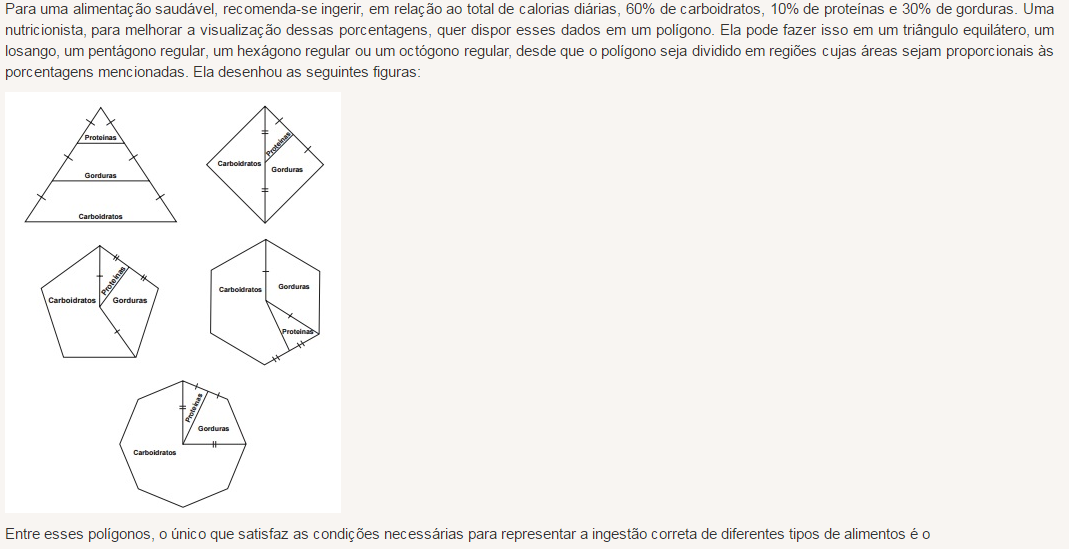 Para uma alimentação saudável, recomenda-se ingerir, em relação ao total de calorias diárias, 60% de carboidratos, 10% de proteínas e 30% de gorduras. Uma
nutricionista, para melhorar a visualização dessas porcentagens, quer dispor esses dados em um polígono. Ela pode fazer isso em um triângulo equilátero, um
losango, um pentágono regular, um hexágono regular ou um octógono regular, desde que o polígono seja dividido em regiões cujas áreas sejam proporcionais às
porcentagens mencionadas. Ela desenhou as seguintes figuras:
Proteínas
Gorduras
Carboidratos
Proteínas
Carboidratos
Gorduras
Proteínas
Carboidratos
Gorduras
Gorduras
Carboidratos
Proteínas
Proteínas
Gorduras
Carboidratos
Entre esses polígonos, o único que satisfaz as condições necessárias para representar a ingestão correta de diferentes tipos de alimentos é o